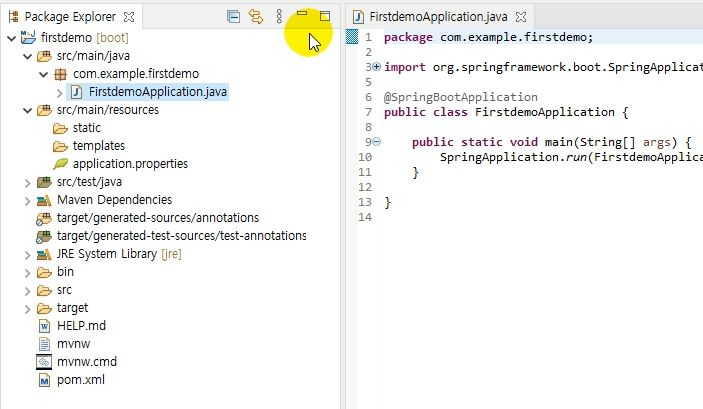 Package Explorer
firstdemo [boot]
src/main/java
com.example.firstdemo
FirstdemoApplication.java
src/main/resources
static
templates
application.properties
src/test/java
Maven Dependencies
target/generated-sources/annotations
target/generated-test-sources/test-annotations
JRE System Library [jre]
bin
src
target
HELP.md
mvnw
mvnw.cmd
pom.xml
FirstdemoApplication.java
1 package com.example.firstdemo;
2
3 import org.springframework.boot.SpringApplicati
5
6 @SpringBootApplication
7 public class FirstdemoApplication {
8
9 public static void main(String[] args) {
10 SpringApplication.run(FirstdemoApplica
11 }
12
13 }
14